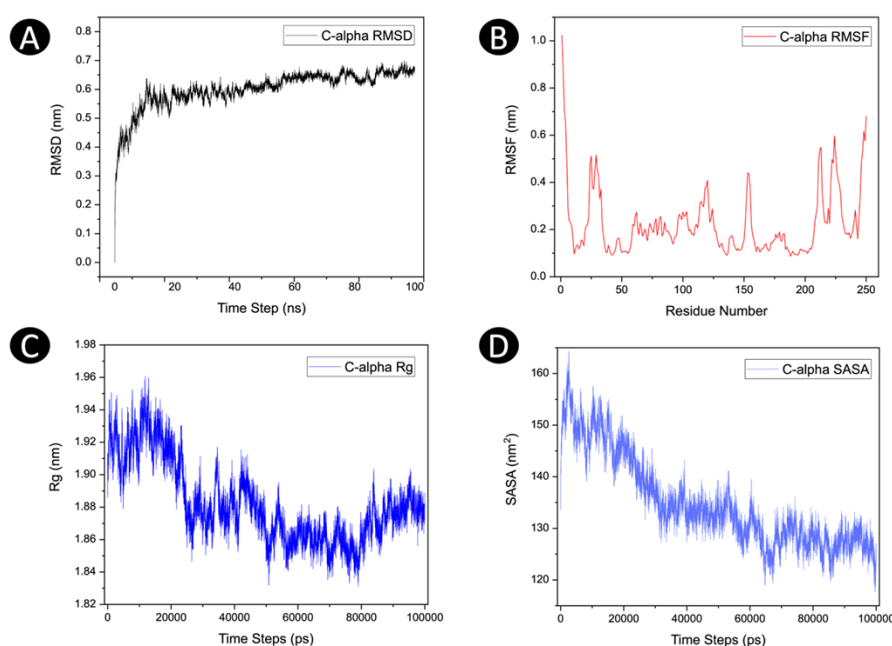 A
C-alpha RMSD
RMSD (nm)
0.8
0.7
0.6
0.5
0.4
0.3
0.2
0.1
0.0
0 20 40 60 80 100
Time Step (ns)
B
C-alpha RMSF
RMSF (nm)
1.0
0.8
0.6
0.4
0.2
0.0
0 50 100 150 200 250
Residue Number
C
C-alpha Rg
Rg (nm)
1.98
1.96
1.94
1.92
1.90
1.88
1.86
1.84
1.82
0 20000 40000 60000 80000 100000
Time Steps (ps)
D
C-alpha SASA
SASA (nm²)
160
150
140
130
120
0 20000 40000 60000 80000 100000
Time Steps (ps)